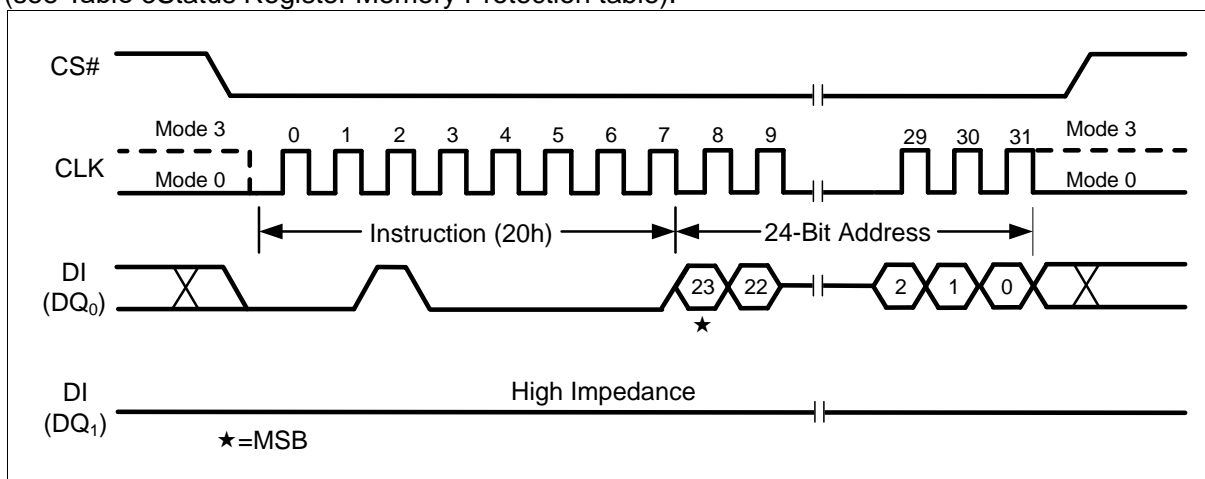 (see Table 6Status Register Memory Protection table).
CS#
Mode 3 0 1 2 3 4 5 6 7 8 9 29 30 31 Mode 3
CLK
Mode 0 Mode 0
Instruction (20h) 24-Bit Address
DI
(DQ0) 23 22 2 1 0
★
DI
(DQ1)
High Impedance
★=MSB